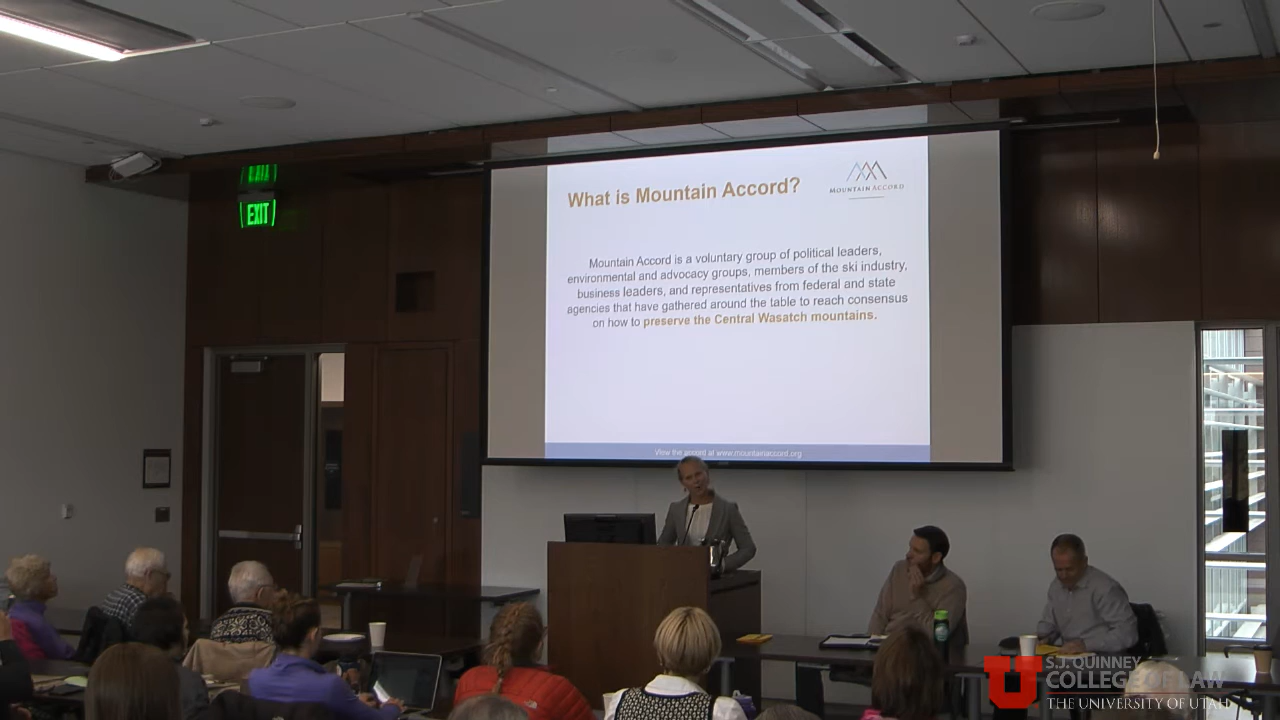 EXIT
What is Mountain Accord?
MOUNTAIN ACCORD
Mountain Accord is a voluntary group of political leaders,
environmental and advocacy groups, members of the ski industry,
business leaders, and representatives from federal and state
agencies that have gathered around the table to reach consensus
on how to preserve the Central Wasatch mountains.
View the accord at www.mountainaccord.org
S.J. QUINNEY
COLLEGE OF LAW
THE UNIVERSITY OF UTAH